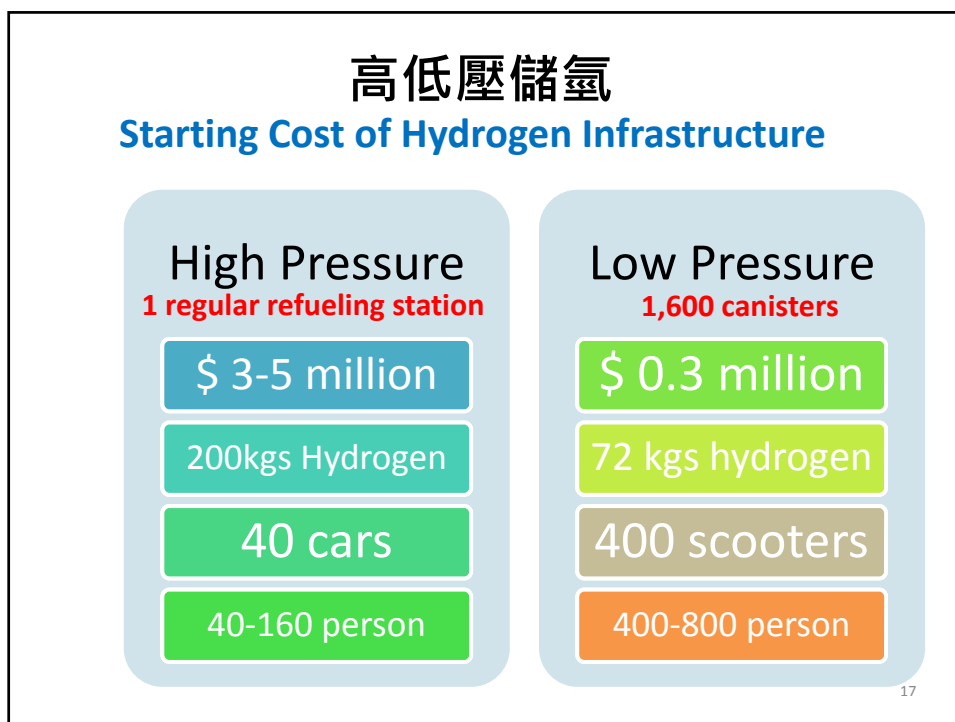 高低壓儲氫
Starting Cost of Hydrogen Infrastructure
High Pressure
1 regular refueling station
$ 3-5 million
200kgs Hydrogen
40 cars
40-160 person
Low Pressure
1,600 canisters
$ 0.3 million
72 kgs hydrogen
400 scooters
400-800 person
17